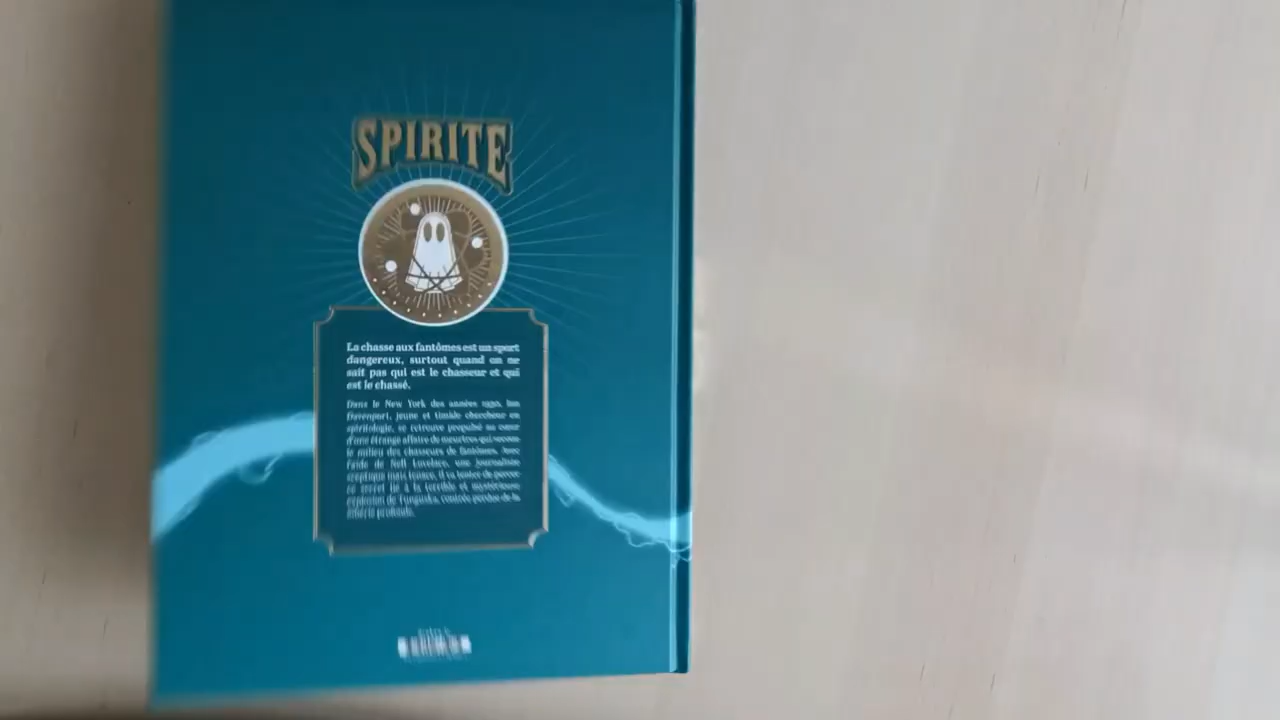 SPIRITE
La chasse aux fantômes est un sport
dangereux, surtout quand on ne
sait pas qui est le chasseur et qui
est le chassé.
Dans le New York des années 1930, Ian
Davenport, jeune et timide chercheur en
spiritologie, se retrouve propulsé au cœur
d'une étrange affaire de meurtres qui secoue
le milieu des chasseurs de fantômes. Avec
l'aide de Nell Lovelace, une journaliste
sceptique mais tenace, il va tenter de percer
ce secret lié à la terrible et mystérieuse
explosion de Tunguska, contrée perdue de la
Sibérie profonde.